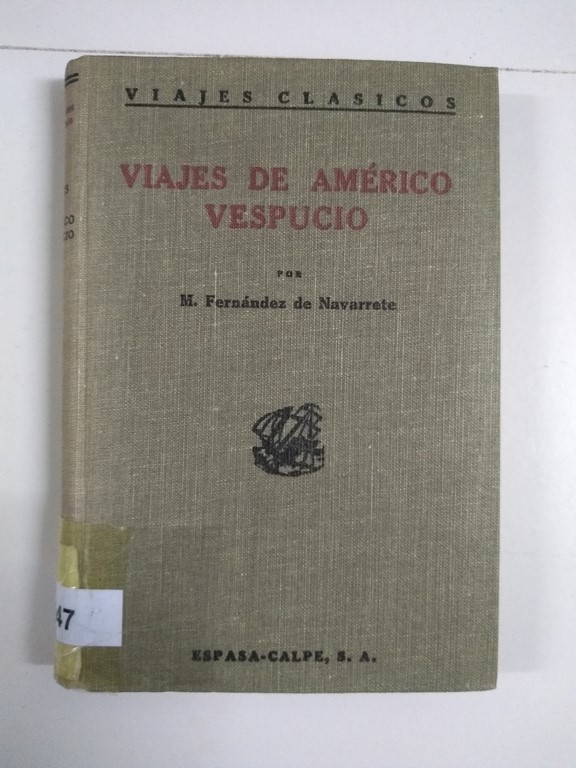 VIAJES CLASICOS
VIAJES DE AMÉRICO
VESPUCIO
POR
M. Fernández de Navarrete
ESPASA-CALPE, S. A.
47